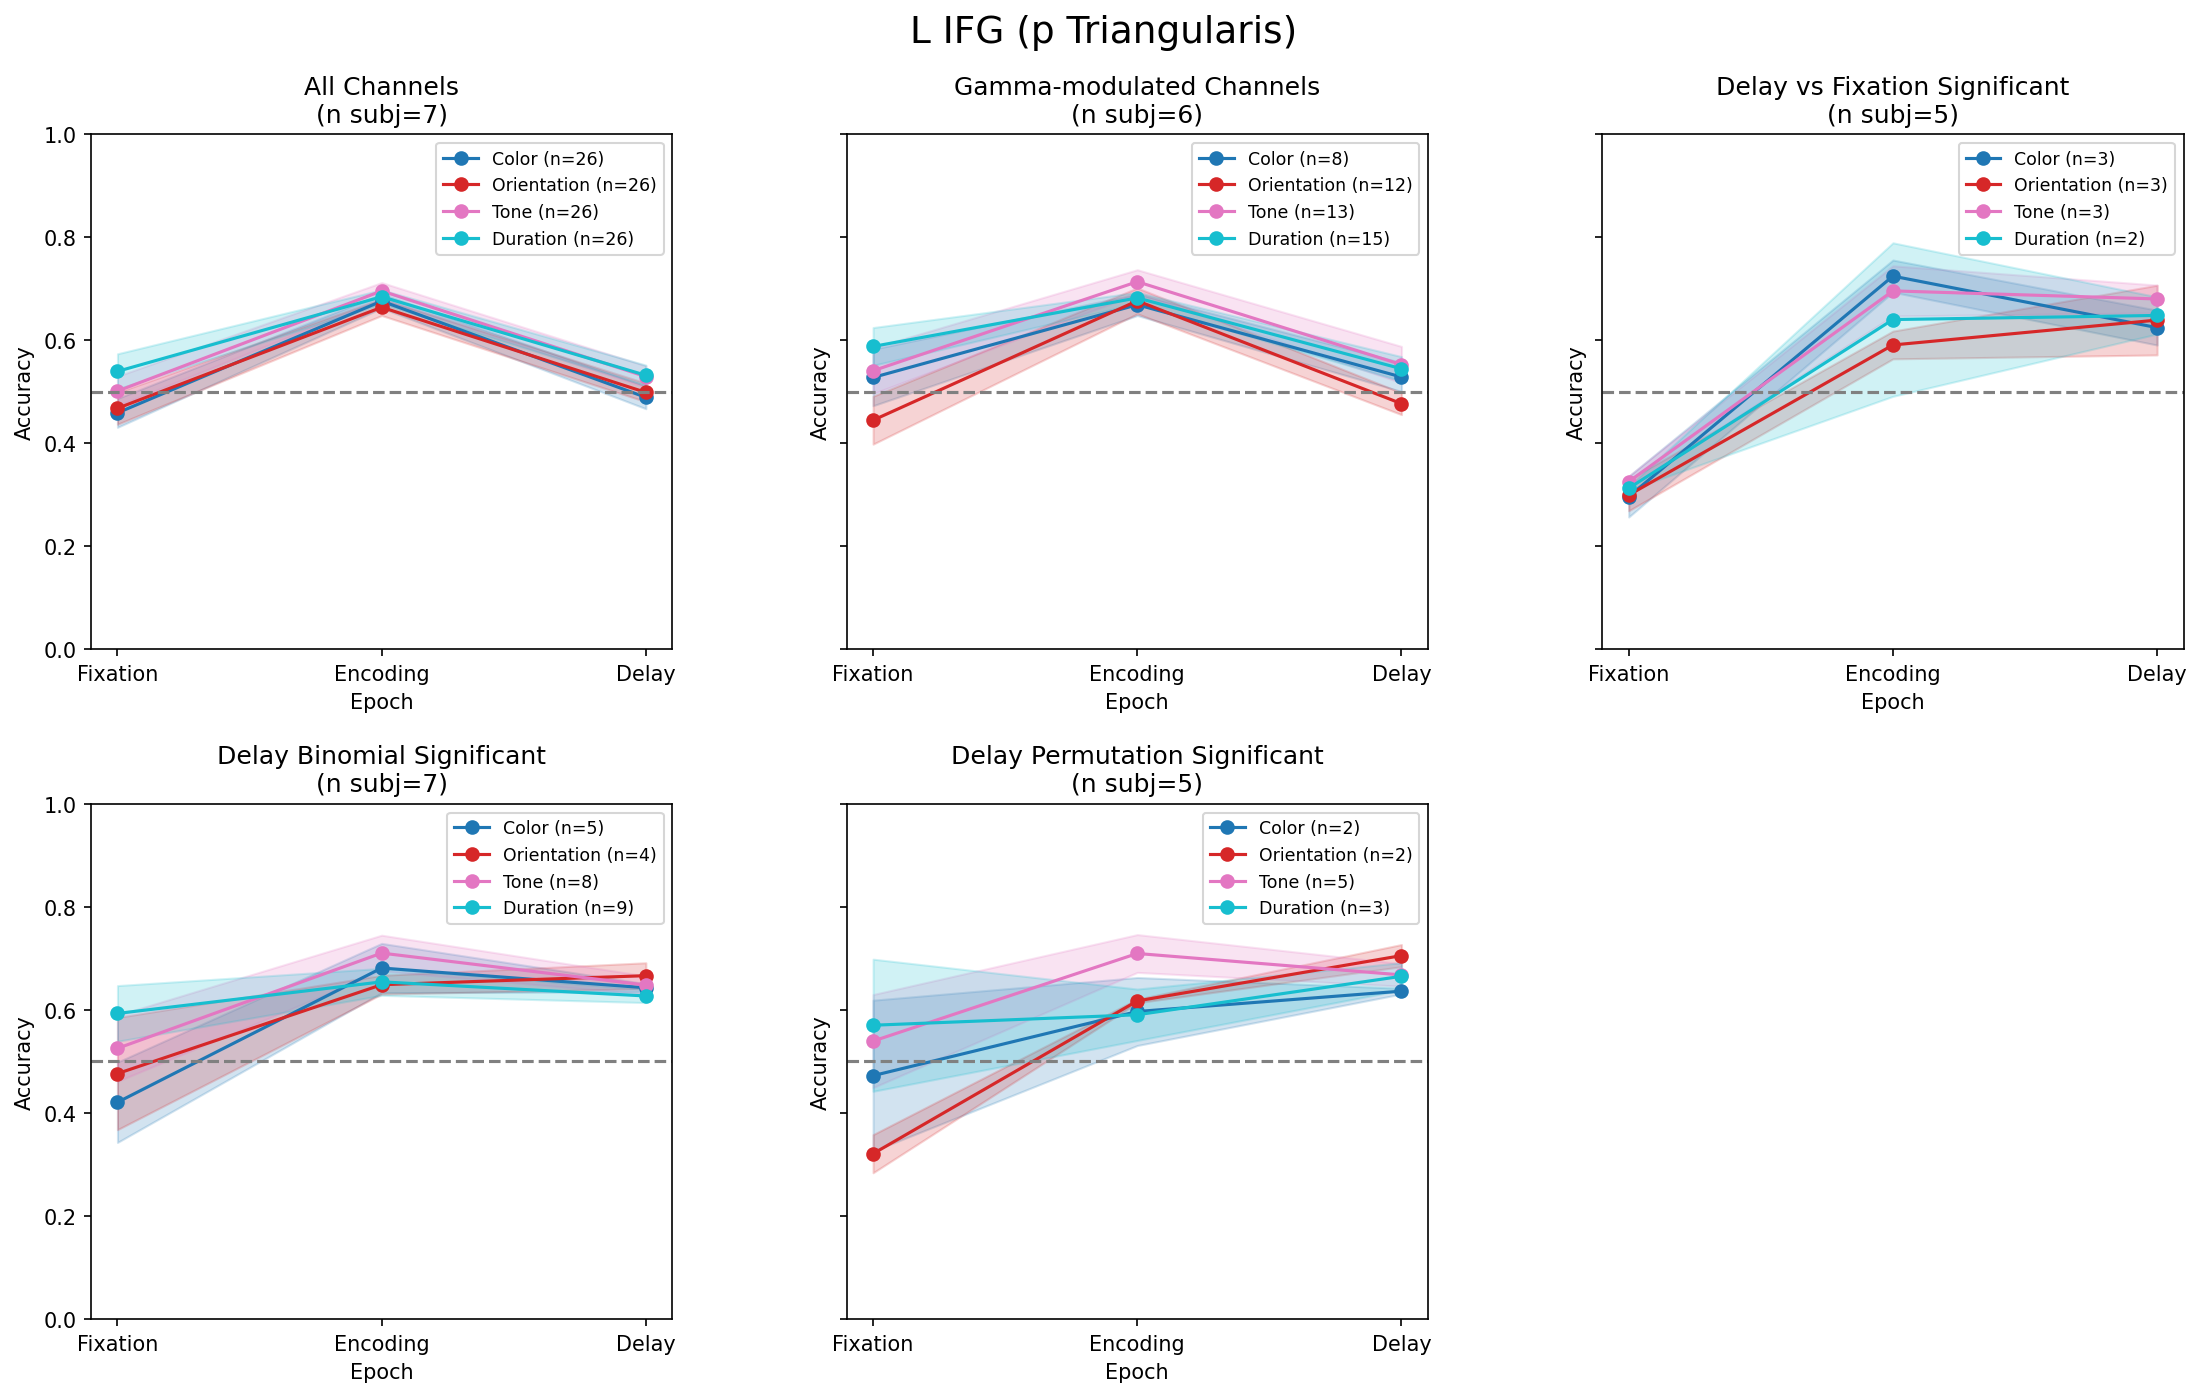 L IFG (p Triangularis)
All Channels
(n subj=7)
1.0
0.8
0.6
0.4
0.2
0.0
Accuracy
Color (n=26)
Orientation (n=26)
Tone (n=26)
Duration (n=26)
Fixation
Encoding
Delay
Epoch
Gamma-modulated Channels
(n subj=6)
Accuracy
Color (n=8)
Orientation (n=12)
Tone (n=13)
Duration (n=15)
Fixation
Encoding
Delay
Epoch
Delay vs Fixation Significant
(n subj=5)
Accuracy
Color (n=3)
Orientation (n=3)
Tone (n=3)
Duration (n=2)
Fixation
Encoding
Delay
Epoch
Delay Binomial Significant
(n subj=7)
1.0
0.8
0.6
0.4
0.2
0.0
Accuracy
Color (n=5)
Orientation (n=4)
Tone (n=8)
Duration (n=9)
Fixation
Encoding
Delay
Epoch
Delay Permutation Significant
(n subj=5)
Accuracy
Color (n=2)
Orientation (n=2)
Tone (n=5)
Duration (n=3)
Fixation
Encoding
Delay
Epoch